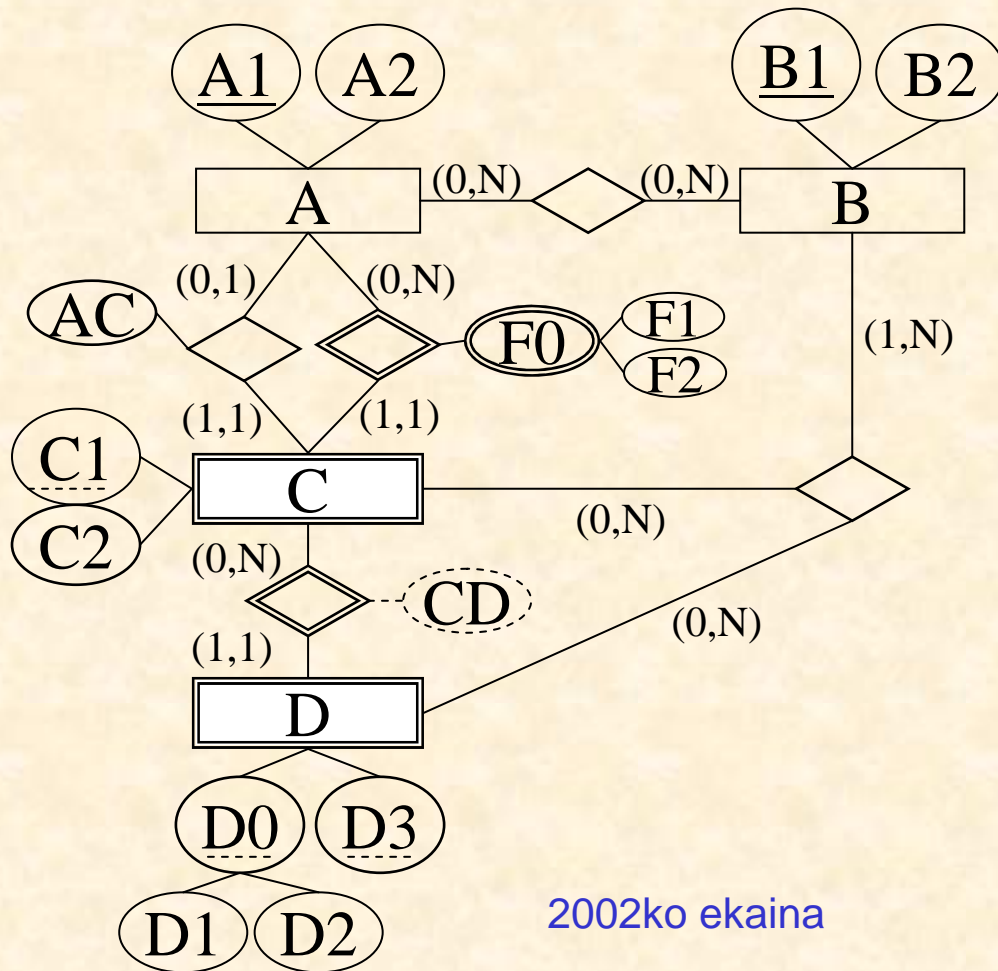 A1 A2 B1 B2
A (0,N) (0,N) B
(0,1) (0,N)
AC F0 F1
F2
(1,N)
(1,1) (1,1)
C1 C
C2 (0,N)
(0,N)
CD
(0,N)
(1,1)
D
D0 D3
D1 D2
2002ko ekaina